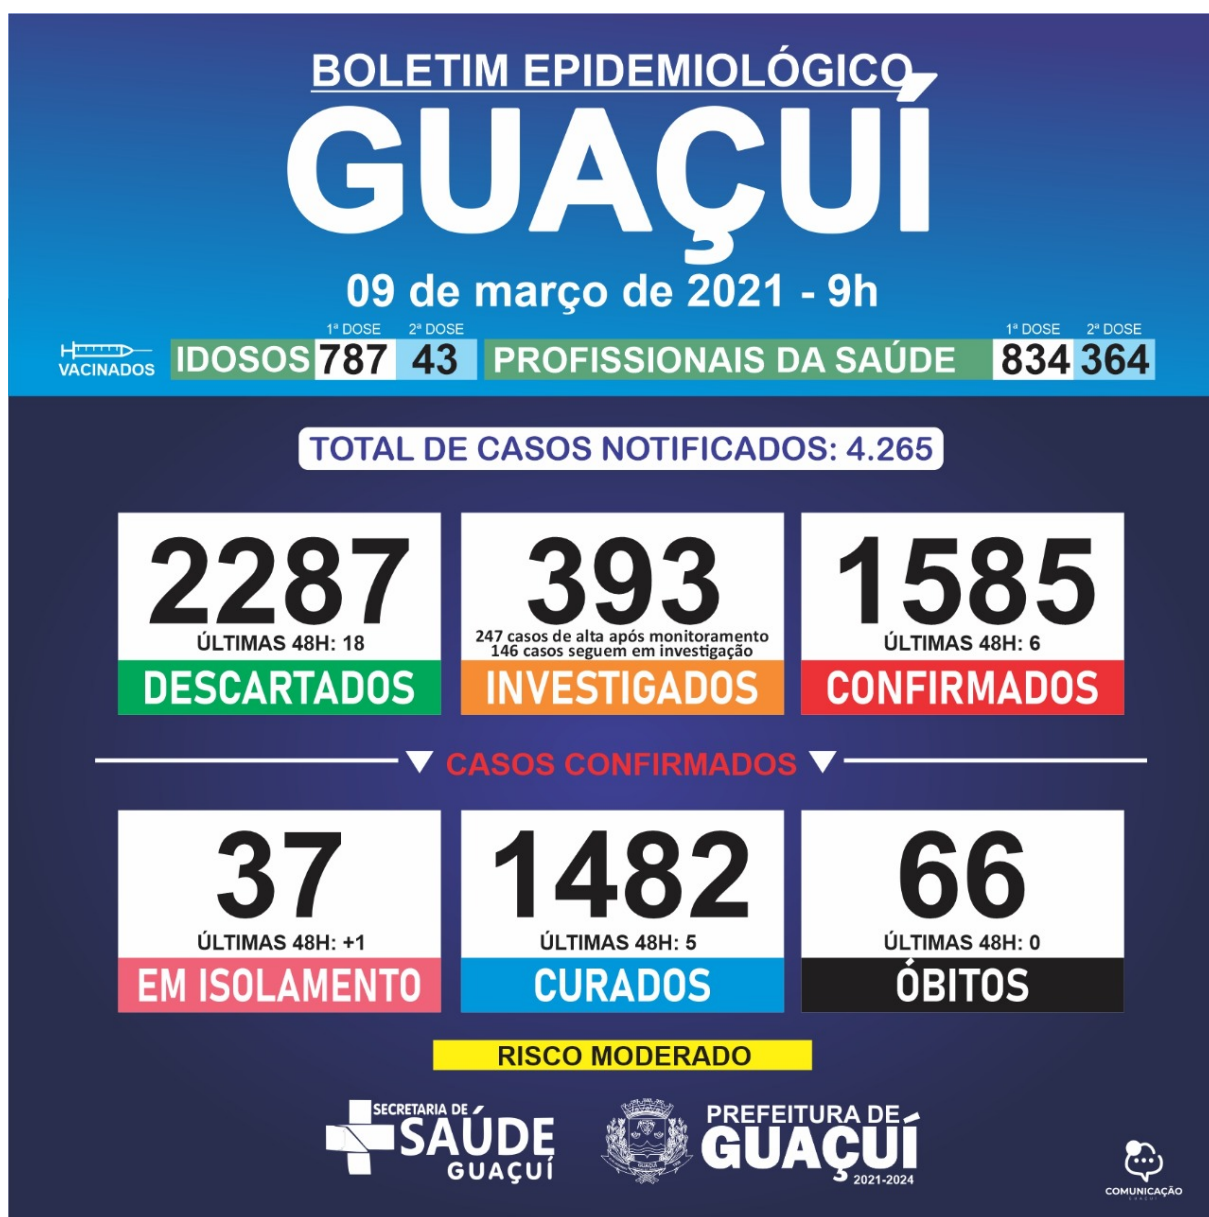 BOLETIM EPIDEMIOLÓGICO
GUAÇUÍ
09 de março de 2021 - 9h
1ª DOSE 2ª DOSE 1ª DOSE 2ª DOSE
VACINADOS IDOSOS 787 43 PROFISSIONAIS DA SAÚDE 834 364
TOTAL DE CASOS NOTIFICADOS: 4.265
2287
ÚLTIMAS 48H: 18
DESCARTADOS
393
247 casos de alta após monitoramento
146 casos seguem em investigação
INVESTIGADOS
1585
ÚLTIMAS 48H: 6
CONFIRMADOS
CASOS CONFIRMADOS
37
ÚLTIMAS 48H: +1
EM ISOLAMENTO
1482
ÚLTIMAS 48H: 5
CURADOS
66
ÚLTIMAS 48H: 0
ÓBITOS
RISCO MODERADO
SECRETARIA DE
SAÚDE
GUAÇUÍ
PREFEITURA DE
GUAÇUÍ
2021-2024
COMUNICAÇÃO